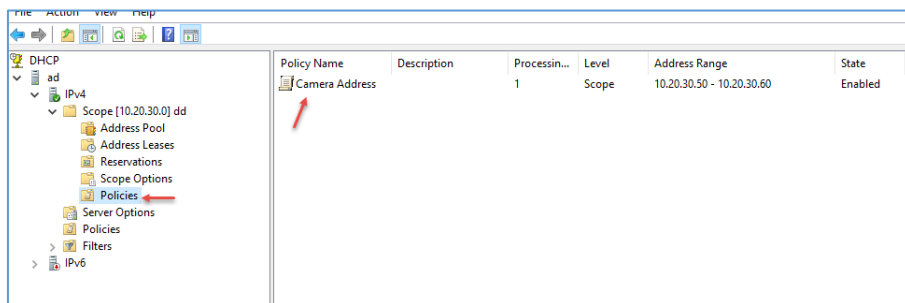 File Action View Help
DHCP
ad
IPv4
Scope [10.20.30.0] dd
Address Pool
Address Leases
Reservations
Scope Options
Policies
Server Options
Policies
Filters
IPv6
Policy Name Description Processin... Level Address Range State
Camera Address 1 Scope 10.20.30.50 - 10.20.30.60 Enabled